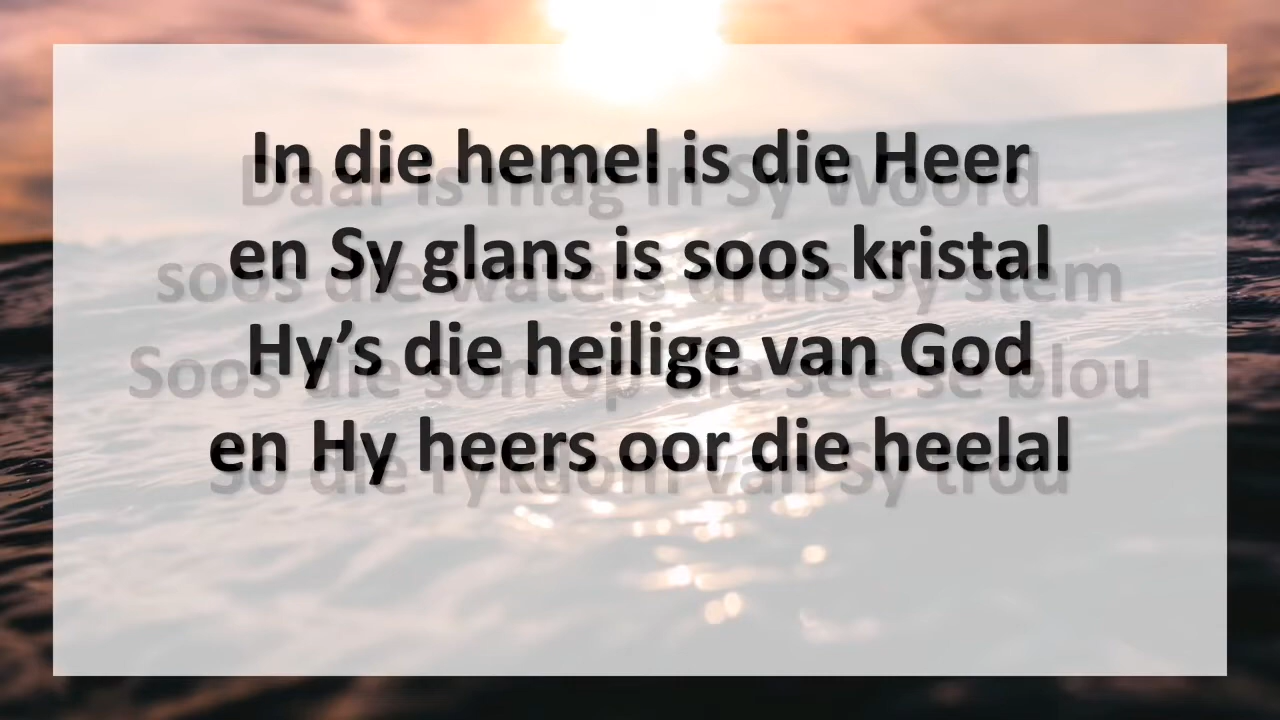 In die hemel is die Heer
en Sy glans is soos kristal
Hy’s die heilige van God
en Hy heers oor die heelal
Daar is mag in Sy Woord
soos die waters druis Sy stem
Soos die son op die see se blou
So die rykdom van Sy trou